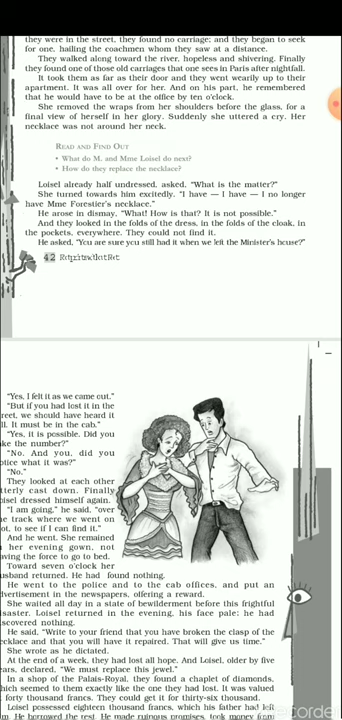 they were in the street, they found no carriage; and they began to seek
for one, hailing the coachmen whom they saw at a distance.
They walked along toward the river, hopeless and shivering. Finally
they found one of those old carriages that one sees in Paris after nightfall.
It took them as far as their door and they went wearily up to their
apartment. It was all over for her. And on his part, he remembered
that he would have to be at the office by ten o'clock.
She removed the wraps from her shoulders before the glass, for a
final view of herself in her glory. Suddenly she uttered a cry. Her
necklace was not around her neck.
READ AND FIND OUT
• What do M. and Mme Loisel do next?
• How do they replace the necklace?
Loisel already half undressed, asked, "What is the matter?"
She turned towards him excitedly. "I have — I have — I no longer
have Mme Forestier's necklace."
He arose in dismay, "What! How is that? It is not possible."
And they looked in the folds of the dress, in the folds of the cloak, in
the pockets, everywhere. They could not find it.
He asked, "You are sure you still had it when we left the Minister's house?"
42
"Yes, I felt it as we came out."
"But if you had lost it in the
reet, we should have heard it
ll. It must be in the cab."
"Yes, it is possible. Did you
ke the number?"
"No. And you, did you
otice what it was?"
"No."
They looked at each other
tterly cast down. Finally
oisel dressed himself again.
"I am going," he said, "over
e track where we went on
ot, to see if I can find it."
And he went. She remained
her evening gown, not
aving the force to go to bed.
Toward seven o'clock her
usband returned. He had found nothing.
He went to the police and to the cab offices, and put an
dvertisement in the newspapers, offering a reward.
She waited all day in a state of bewilderment before this frightful
isaster. Loisel returned in the evening, his face pale; he had
scovered nothing.
He said, "Write to your friend that you have broken the clasp of the
ecklace and that you will have it repaired. That will give us time."
She wrote as he dictated.
At the end of a week, they had lost all hope. And Loisel, older by five
ears, declared, "We must replace this jewel."
In a shop of the Palais-Royal, they found a chaplet of diamonds,
hich seemed to them exactly like the one they had lost. It was valued
forty thousand francs. They could get it for thirty-six thousand.
Loisel possessed eighteen thousand francs, which his father had left
m. He borrowed the rest. He made ruinous promises, took money from
RECORDER